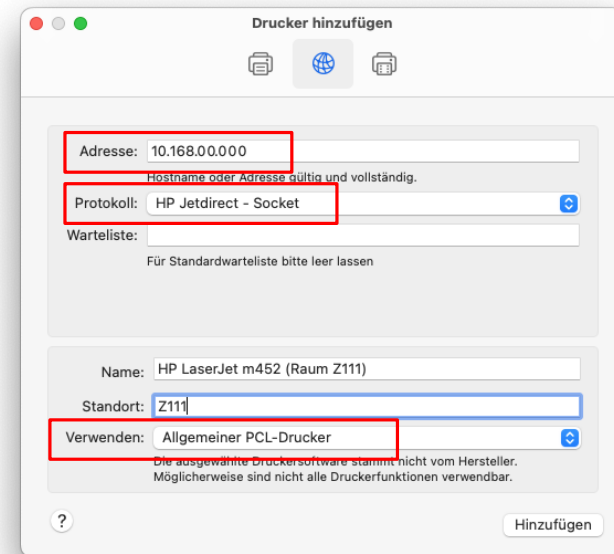 Drucker hinzufügen
Adresse: 10.168.00.000
Hostname oder Adresse gültig und vollständig.
Protokoll: HP Jetdirect - Socket
Warteliste:
Für Standardwarteliste bitte leer lassen
Name: HP LaserJet m452 (Raum Z111)
Standort: Z111
Verwenden: Allgemeiner PCL-Drucker
Die ausgewählte Druckersoftware stammt nicht vom Hersteller.
Möglicherweise sind nicht alle Druckerfunktionen verwendbar.
? Hinzufügen